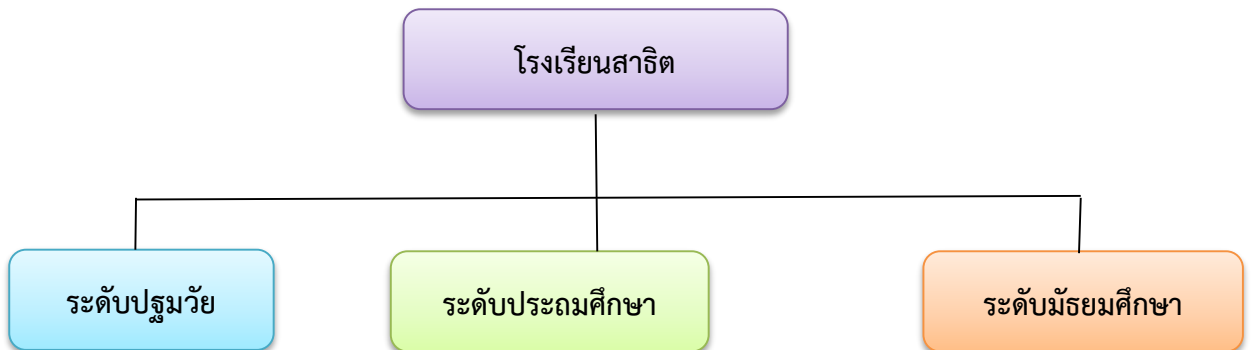 โรงเรียนสาธิต
ระดับปฐมวัย
ระดับประถมศึกษา
ระดับมัธยมศึกษา